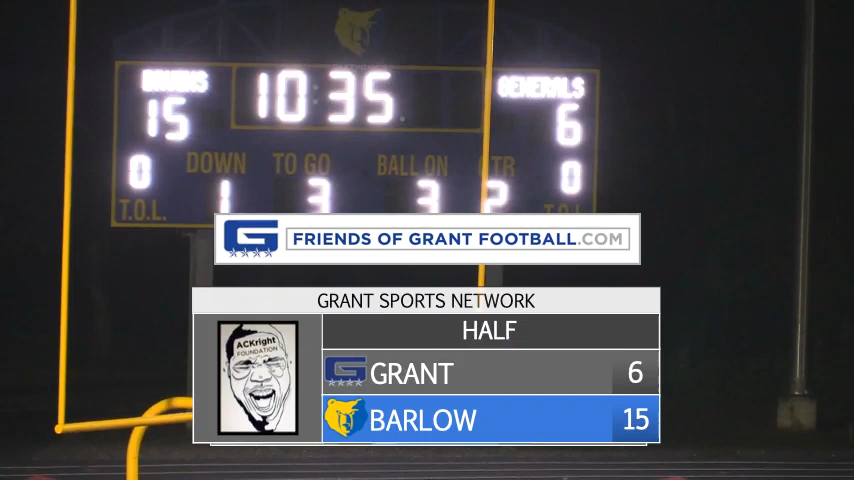 BRUINS
10:35
GENERALS
15
6
0
DOWN
TO GO
BALL ON
QTR
0
1
3
3
2
T.O.L.
T.O.L.
G
FRIENDS OF GRANT FOOTBALL.COM
GRANT SPORTS NETWORK
HALF
ACKright
FOUNDATION
G
GRANT
6
BARLOW
15